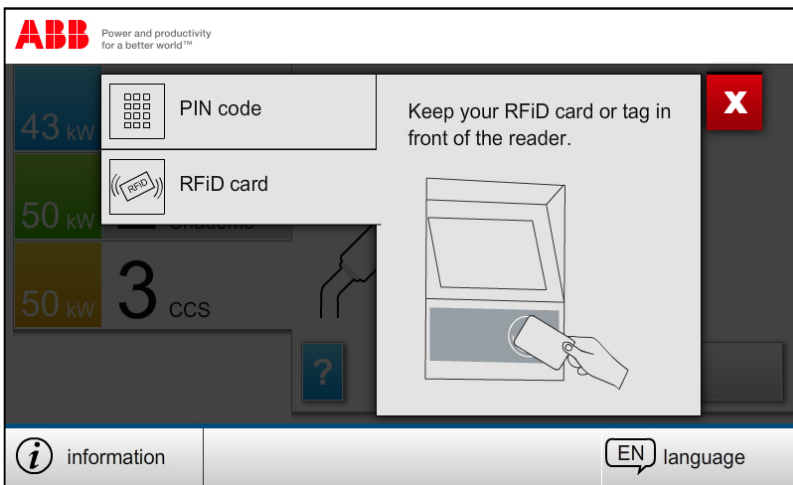 ABB
Power and productivity
for a better world™
PIN code
RFiD card
RFiD
Keep your RFiD card or tag in
front of the reader.
X
43 kW
50 kW
50 kW
3 CCS
?
i
information
EN
language